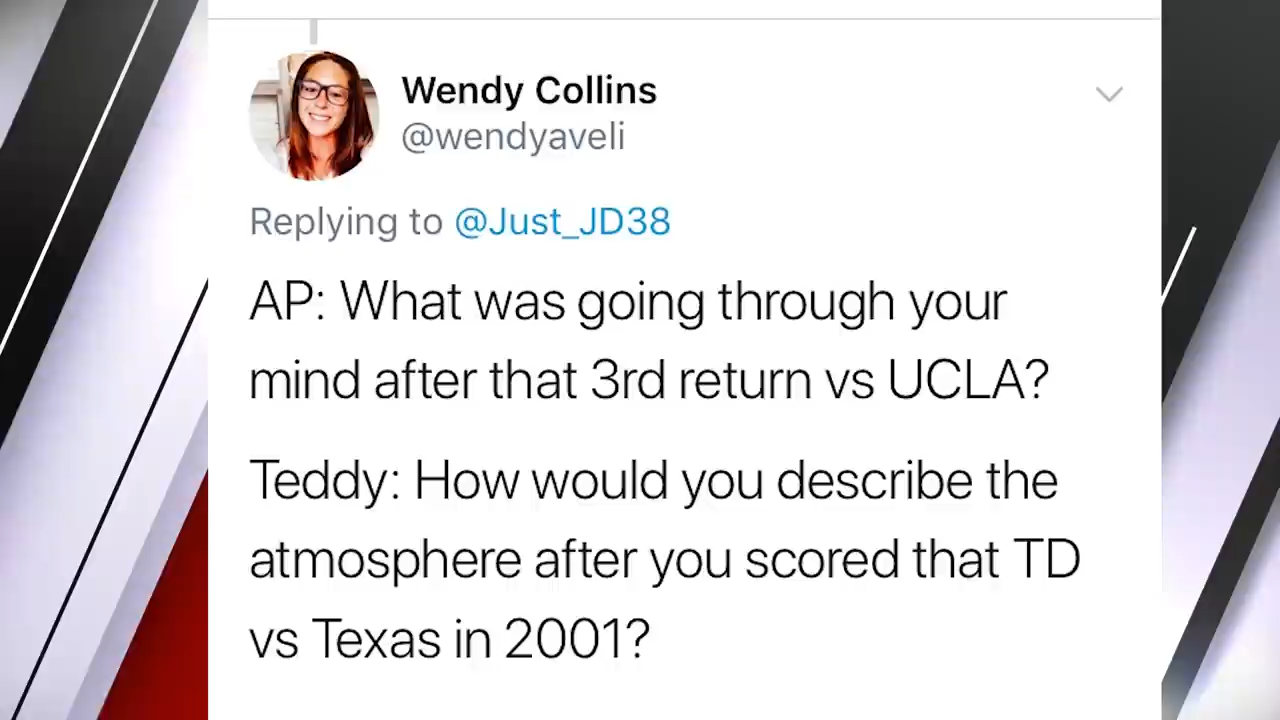 Wendy Collins
@wendyaveli
Replying to @Just_JD38
AP: What was going through your
mind after that 3rd return vs UCLA?
Teddy: How would you describe the
atmosphere after you scored that TD
vs Texas in 2001?